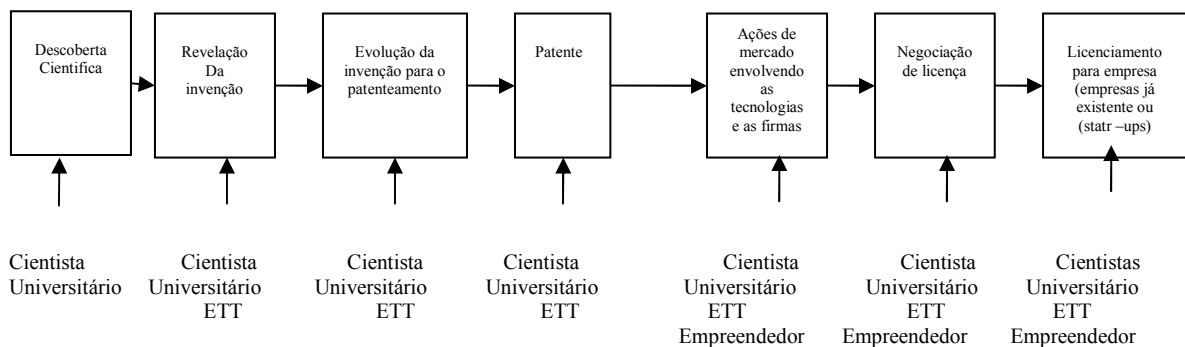 Descoberta
Cientifica
Revelação
Da
invenção
Evolução da
invenção para o
patenteamento
Patente
Ações de
mercado
envolvendo
as
tecnologias
e as firmas
Negociação
de licença
Licenciamento
para empresa
(empresas já
existente ou
(statr –ups)
Cientista
Universitário
Cientista
Universitário
ETT
Cientista
Universitário
ETT
Cientista
Universitário
ETT
Cientista
Universitário
ETT
Empreendedor
Cientista
Universitário
ETT
Empreendedor
Cientistas
Universitário
ETT
Empreendedor